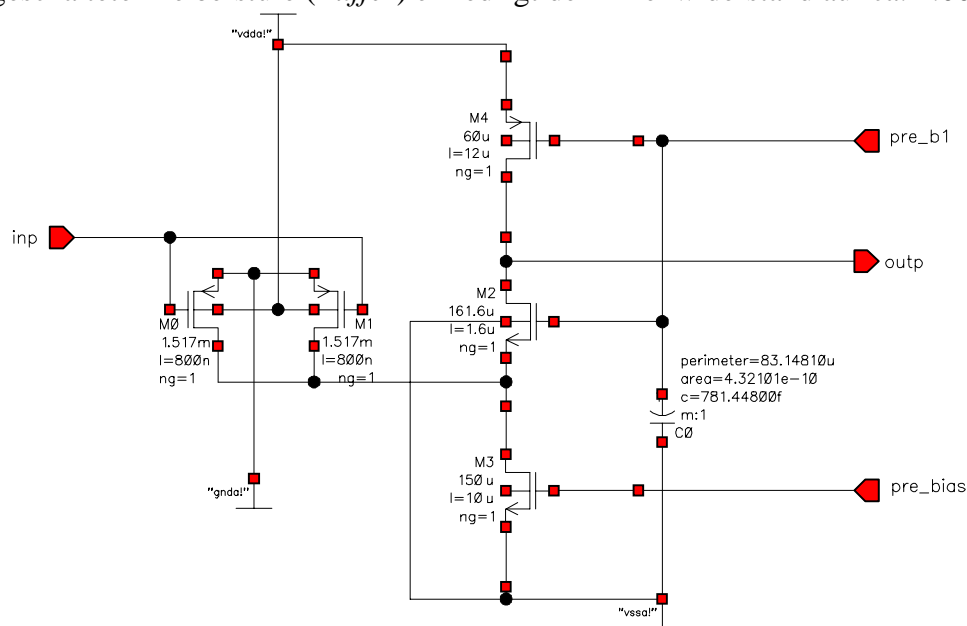 "vdda!"
M4
60u
l=12u
ng=1
pre_b1
inp
outp
M2
161.6u
l=1.6u
ng=1
M0
1.517m
l=800n
ng=1
M1
1.517m
l=800n
ng=1
perimeter=83.14810u
area=4.32101e-10
c=781.44800f
m:1
C0
M3
150u
l=10u
ng=1
"gnda!"
pre_bias
"vssa!"